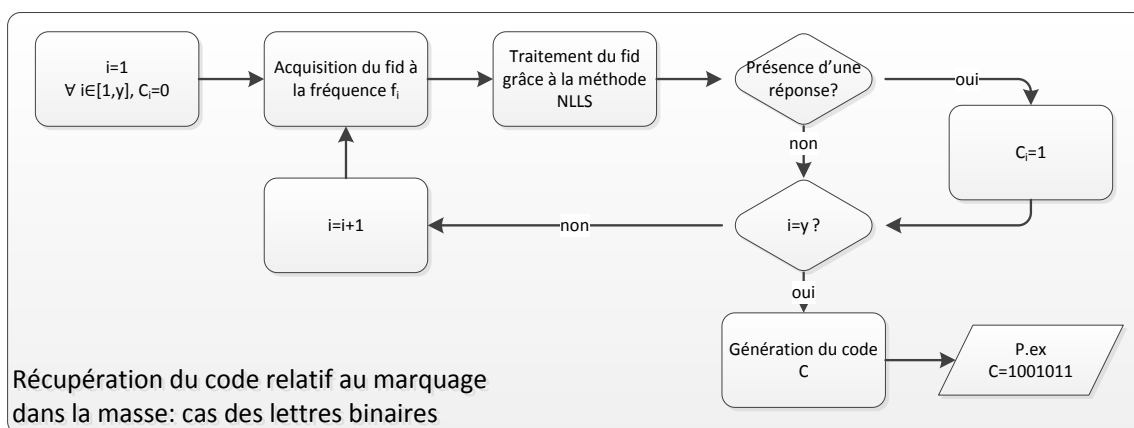 i=1
∀ i∈[1,y], Cᵢ=0
Acquisition du fid à
la fréquence fᵢ
Traitement du fid
grâce à la méthode
NLLS
Présence d’une
réponse?
oui
non
Cᵢ=1
i=y ?
non
i=i+1
oui
Génération du code
C
P.ex
C=1001011
Récupération du code relatif au marquage
dans la masse: cas des lettres binaires